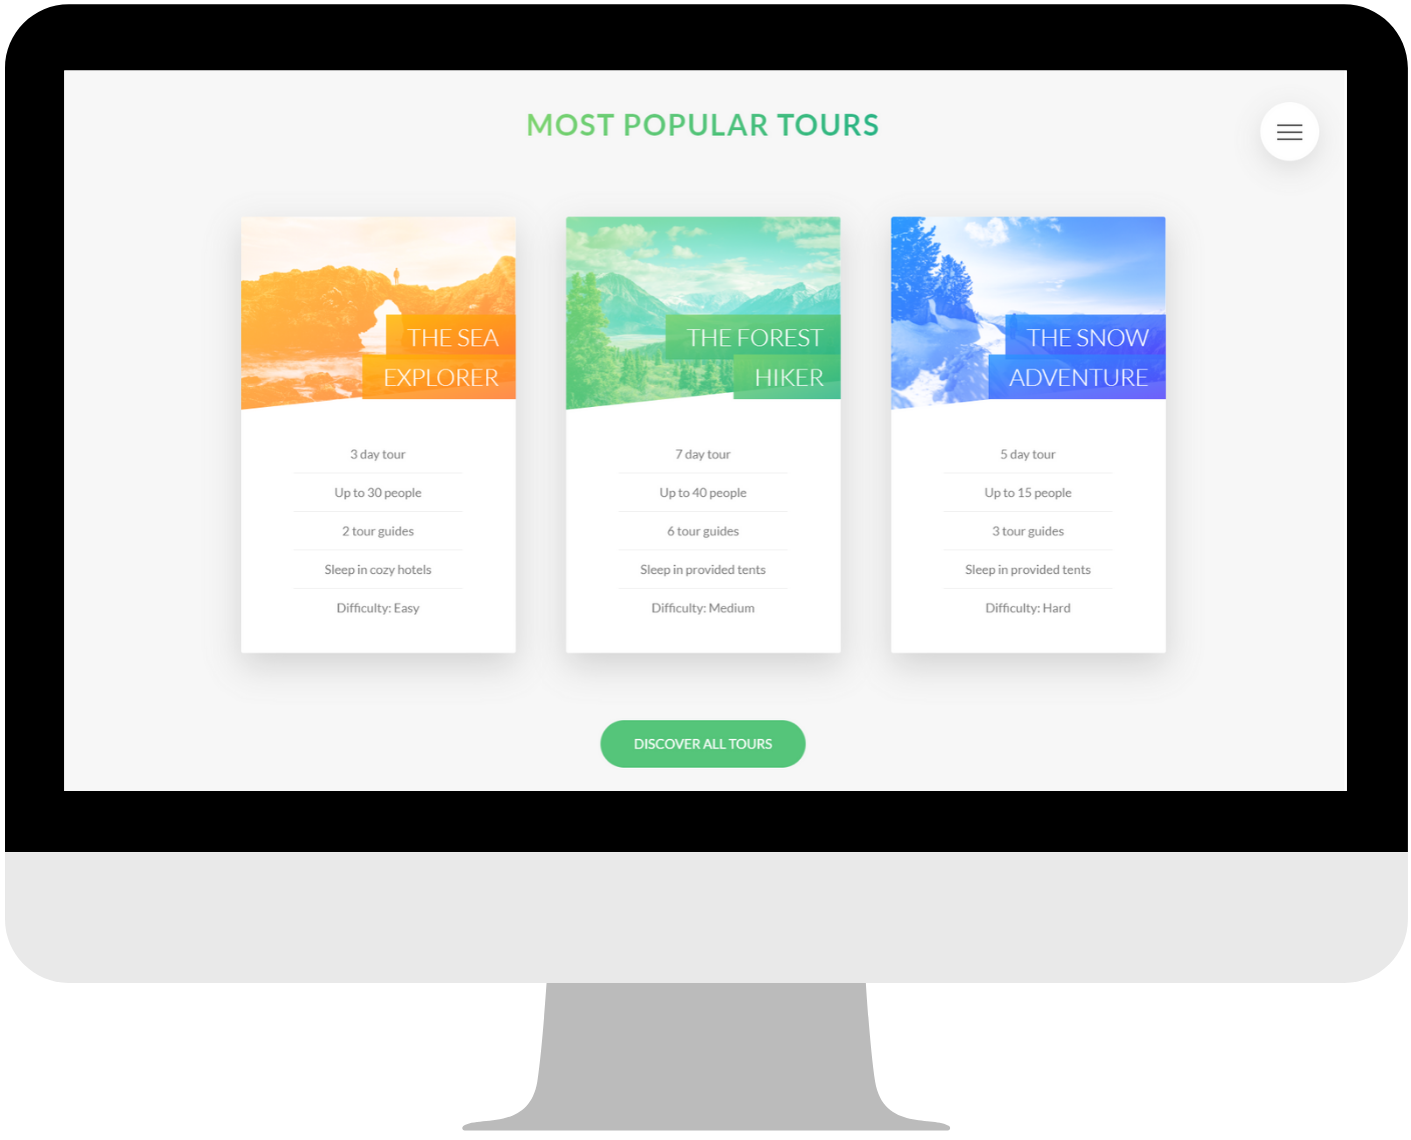 MOST POPULAR TOURS
THE SEA
EXPLORER
3 day tour
Up to 30 people
2 tour guides
Sleep in cozy hotels
Difficulty: Easy
THE FOREST
HIKER
7 day tour
Up to 40 people
6 tour guides
Sleep in provided tents
Difficulty: Medium
THE SNOW
ADVENTURE
5 day tour
Up to 15 people
3 tour guides
Sleep in provided tents
Difficulty: Hard
DISCOVER ALL TOURS